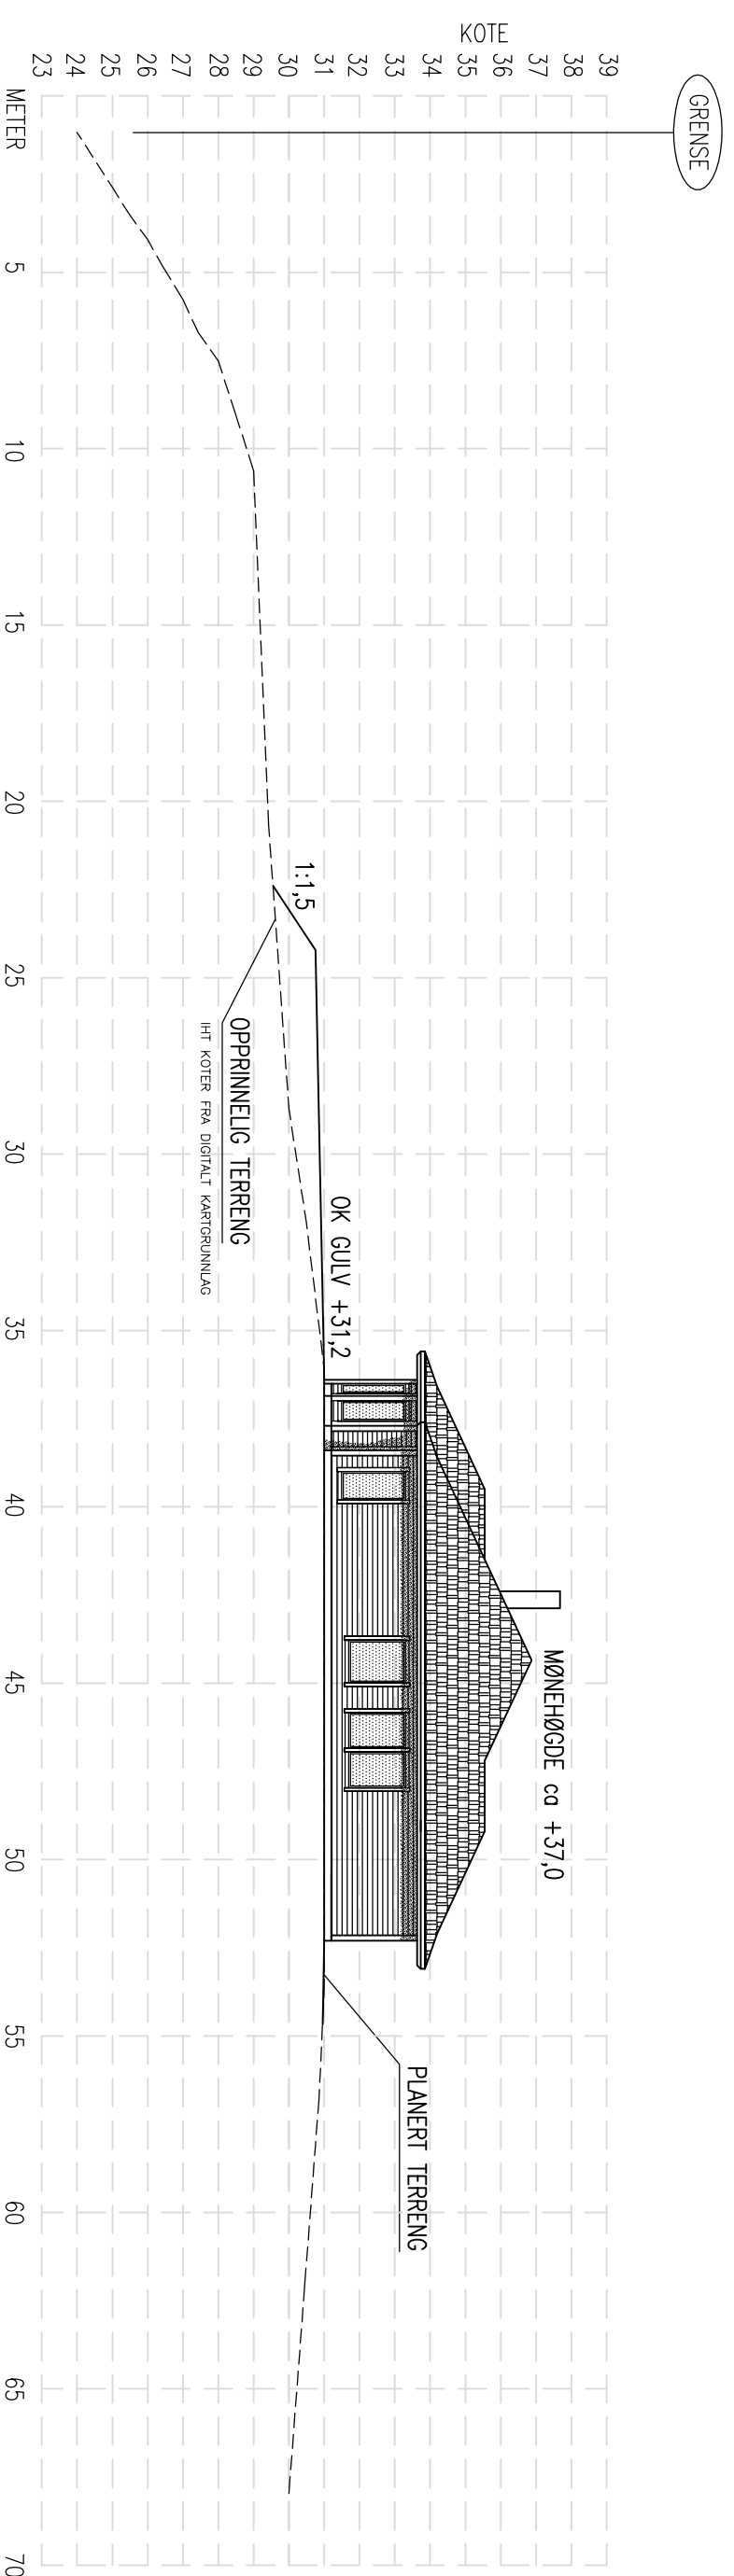 GRENSE
KOTE
39
38
37
36
35
34
33
32
31
30
29
28
27
26
25
24
23
MØNEHØGDE ca +37,0
OK GULV +31,2
1:1,5
PLANERT TERRENG
OPPRINNELIG TERRENG
IHT KOTER FRA DIGITALT KARTGRUNNLAG
METER 5 10 15 20 25 30 35 40 45 50 55 60 65 70